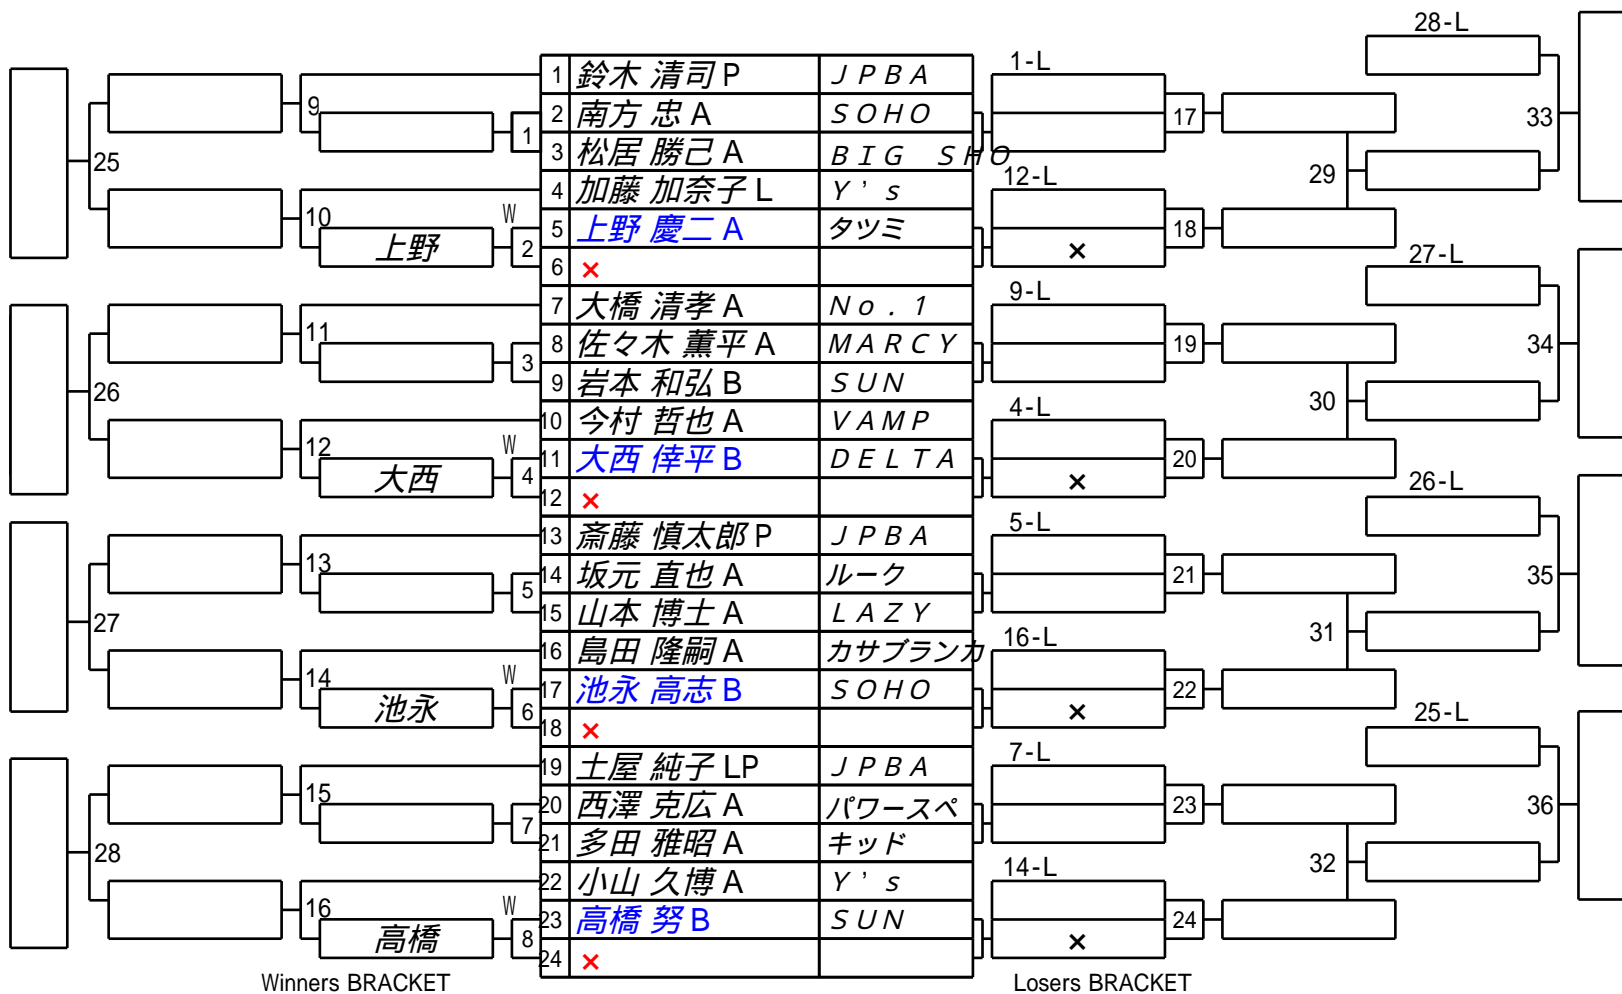 28-L
1 鈴木 清司 P JPBA 1-L
9 2 南方 忠 A SOHO 17 33
1
25 3 松居 勝己 A BIG SHO
4 加藤 加奈子 L Y's 12-L 29
10 W 5 上野 慶二 A タツミ 18
上野 2 ×
6 × 27-L
7 大橋 清孝 A No.1 9-L
11 8 佐々木 薫平 A MARCY 19 34
3
26 9 岩本 和弘 B SUN
10 今村 哲也 A VAMP 4-L 30
12 W 11 大西 倖平 B DELTA 20
大西 4 ×
12 × 26-L
13 斎藤 慎太郎 P JPBA 5-L
13 14 坂元 直也 A ルーク 21 35
5
27 15 山本 博士 A LAZY
16 島田 隆嗣 A カサブランカ 16-L 31
14 W 17 池永 高志 B SOHO 22
池永 6 ×
18 × 25-L
19 土屋 純子 LP JPBA 7-L
15 20 西澤 克広 A パワースペ 23 36
7
28 21 多田 雅昭 A キッド
22 小山 久博 A Y's 14-L 32
16 W 23 高橋 努 B SUN 24
高橋 8 ×
24 ×
Winners BRACKET Losers BRACKET